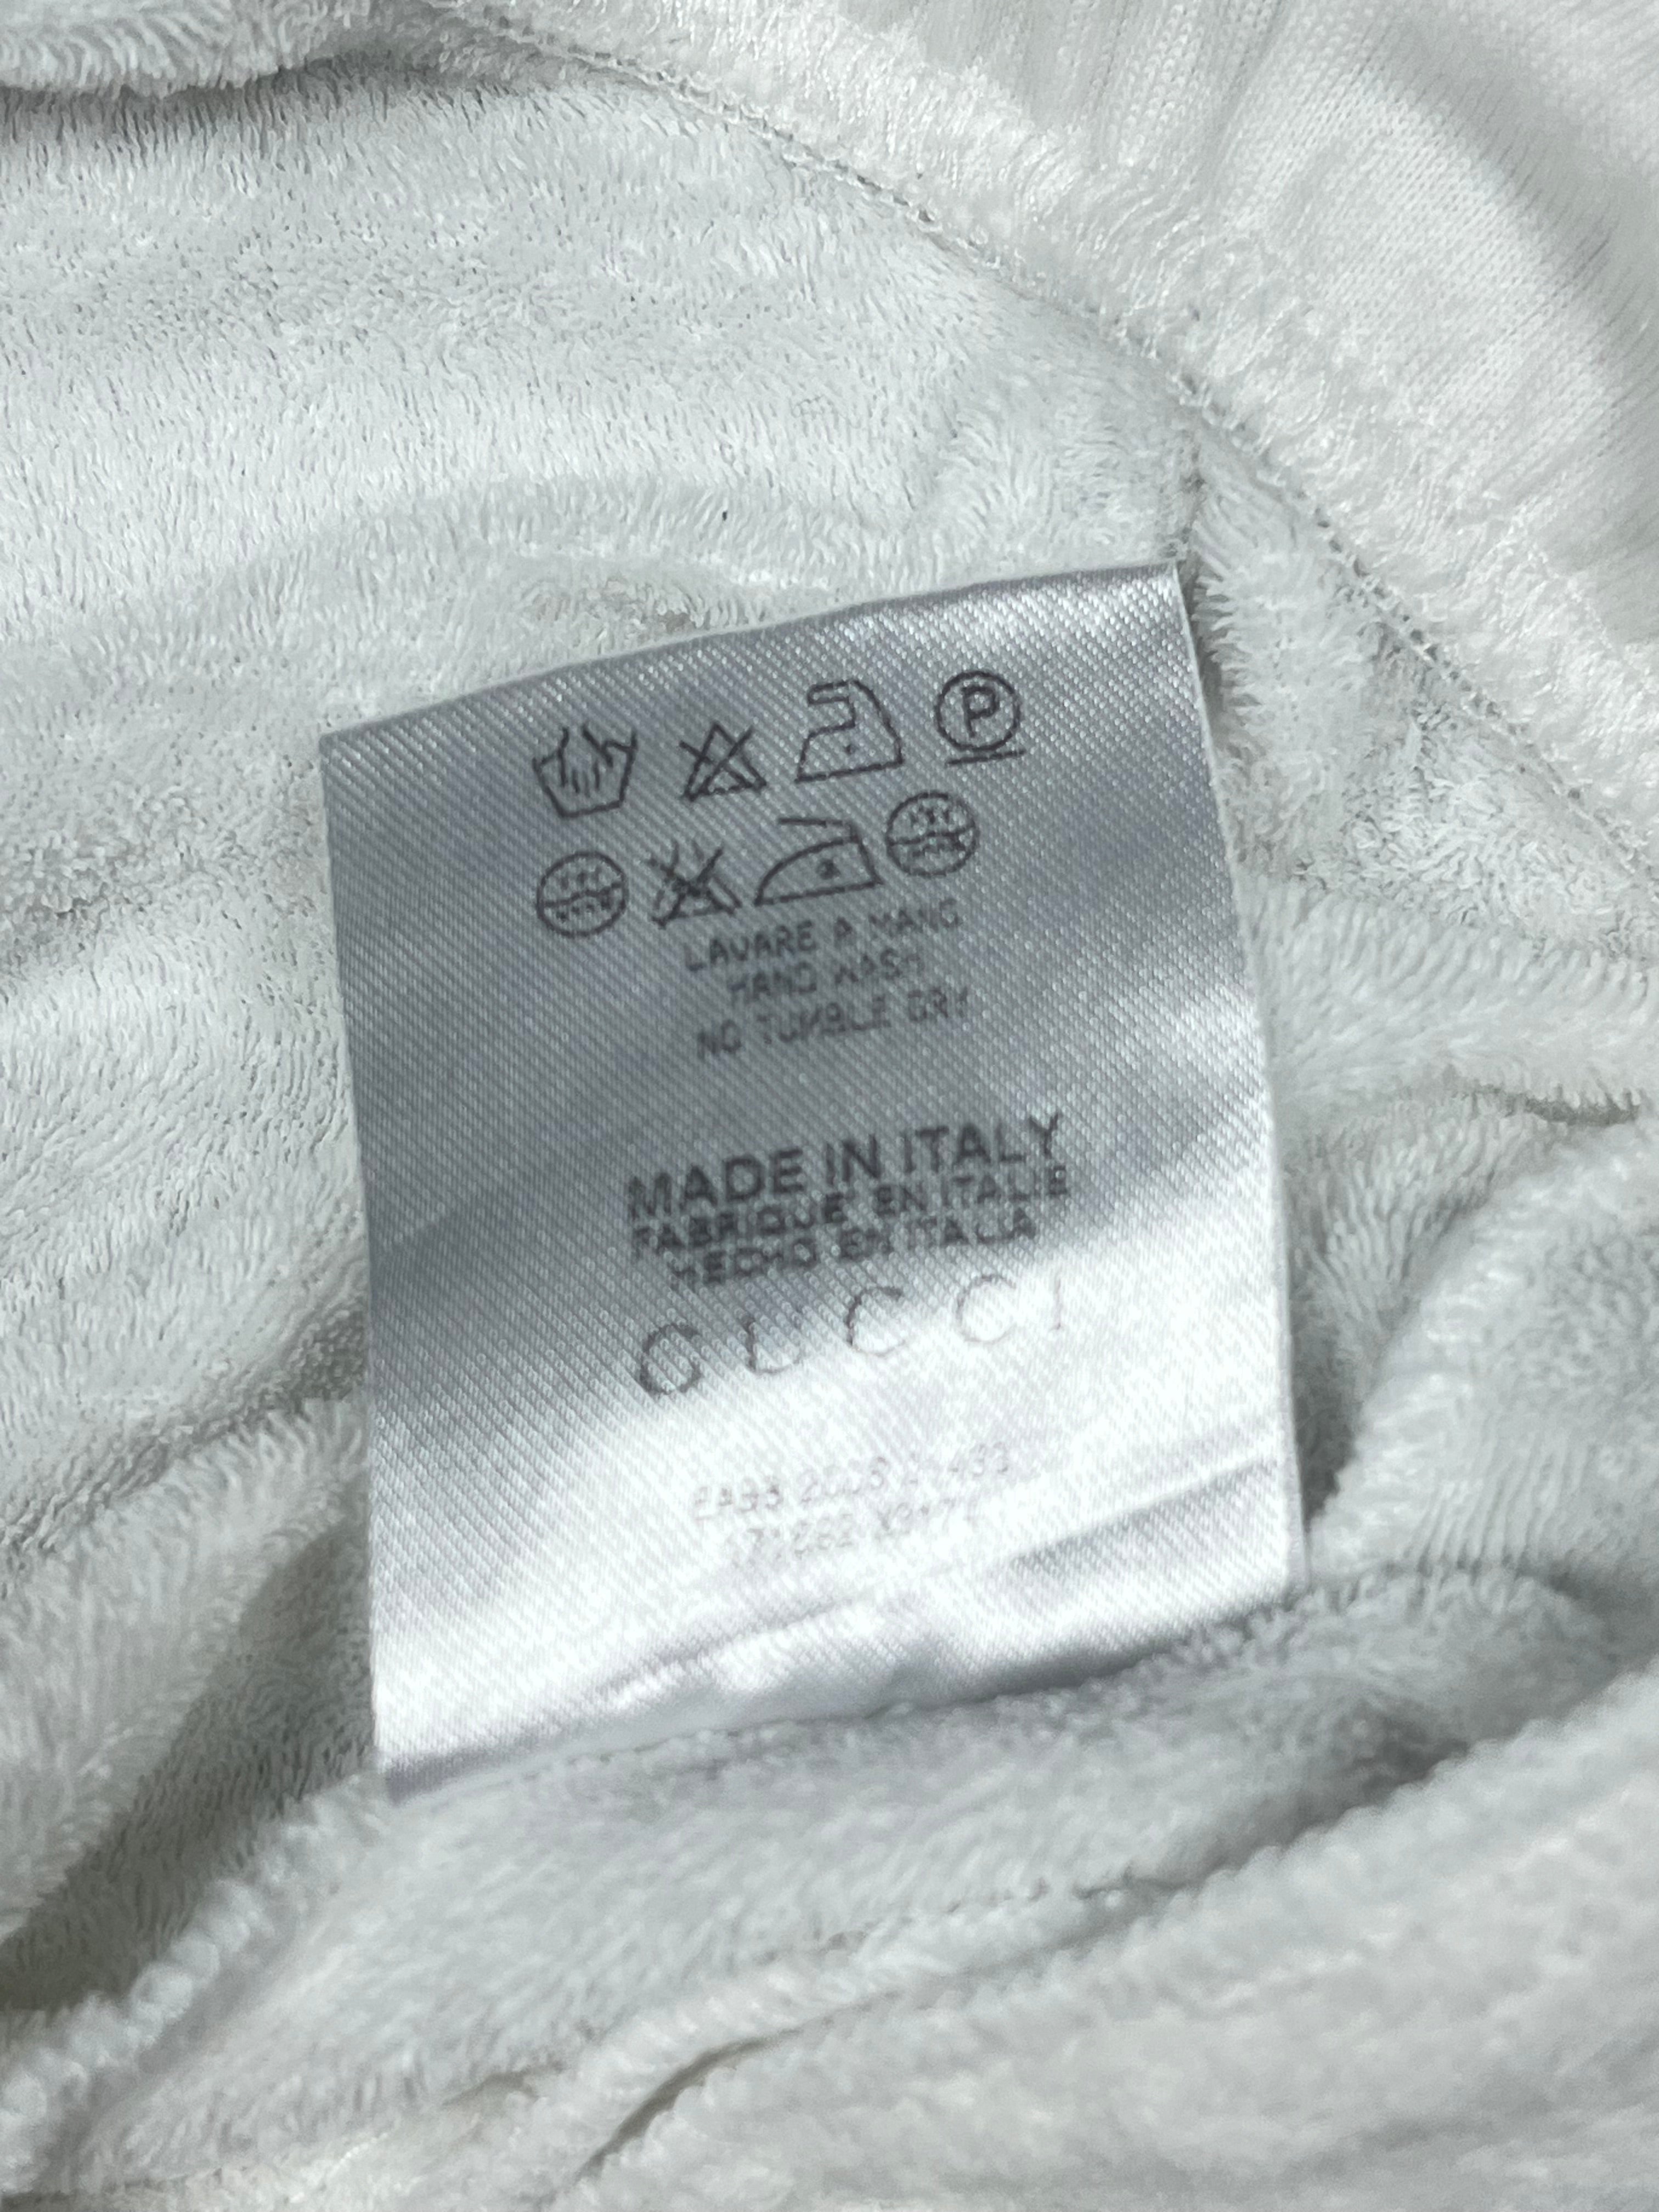 P
LAVARE A MANO
HAND WASH
NO TUMBLE DRY
MADE IN ITALY
FABRIQUE' EN ITALIE
HECHO EN ITALIA
GUCCI